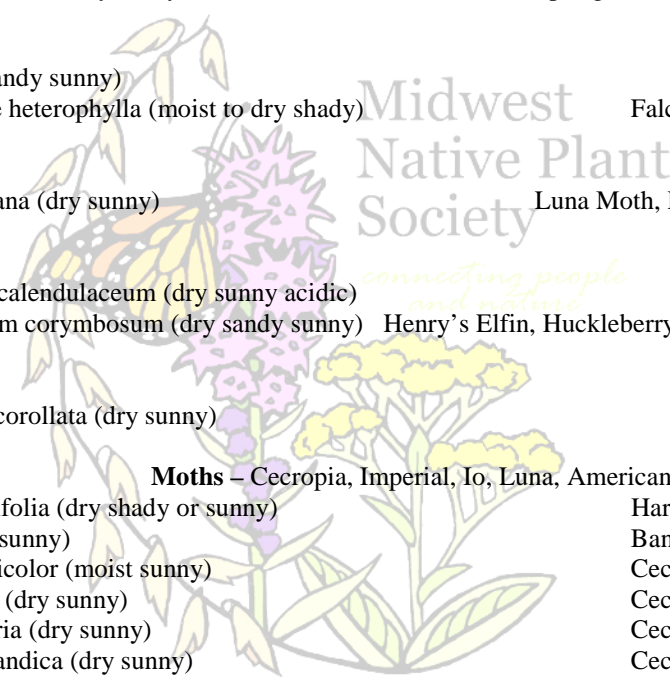 andy sunny)
e heterophylla (moist to dry shady) Falc
Midwest
Native Plant
Society
connecting people
and nature
ana (dry sunny) Luna Moth,
calendulaceum (dry sunny acidic)
m corymbosum (dry sandy sunny) Henry's Elfin, Huckleberry
corollata (dry sunny)
Moths – Cecropia, Imperial, Io, Luna, American
folia (dry shady or sunny) Har
sunny) Ban
icolor (moist sunny) Cec
(dry sunny) Cec
ria (dry sunny) Cec
andica (dry sunny) Cec